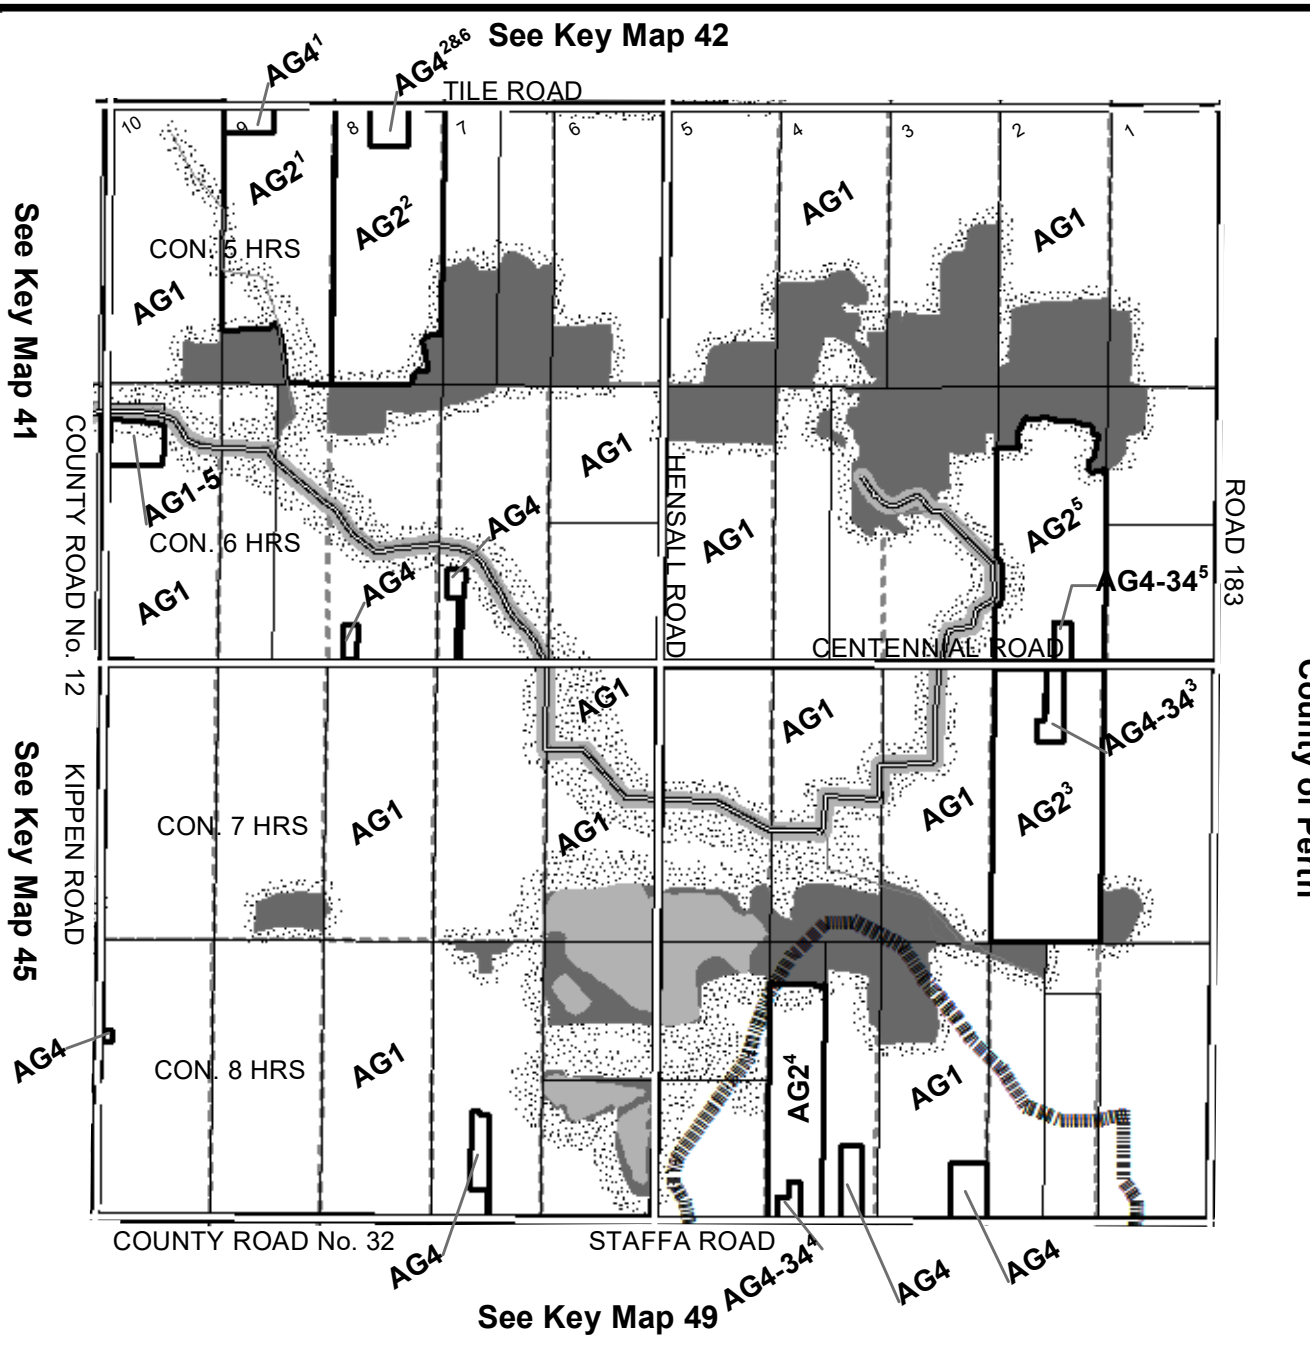 See Key Map 42
AG4¹
AG4²&⁶
TILE ROAD
10
9
8
7
6
5
4
3
2
1
AG2¹
AG2²
AG1
AG1
CON. 5 HRS
AG1
See Key Map 41
COUNTY ROAD No. 12
AG1-5
CON. 6 HRS
AG1
AG4
AG4
AG1
HENSALL ROAD
AG1
AG2⁵
AG4-34⁵
ROAD 183
CENTENNIAL ROAD
AG1
AG1
AG4-34³
County of Perth
See Key Map 45
KIPPEN ROAD
CON. 7 HRS
AG1
AG1
AG1
AG2³
AG4
CON. 8 HRS
AG1
AG2⁴
AG1
COUNTY ROAD No. 32
STAFFA ROAD
AG4
AG4-34⁴
AG4
AG4
See Key Map 49